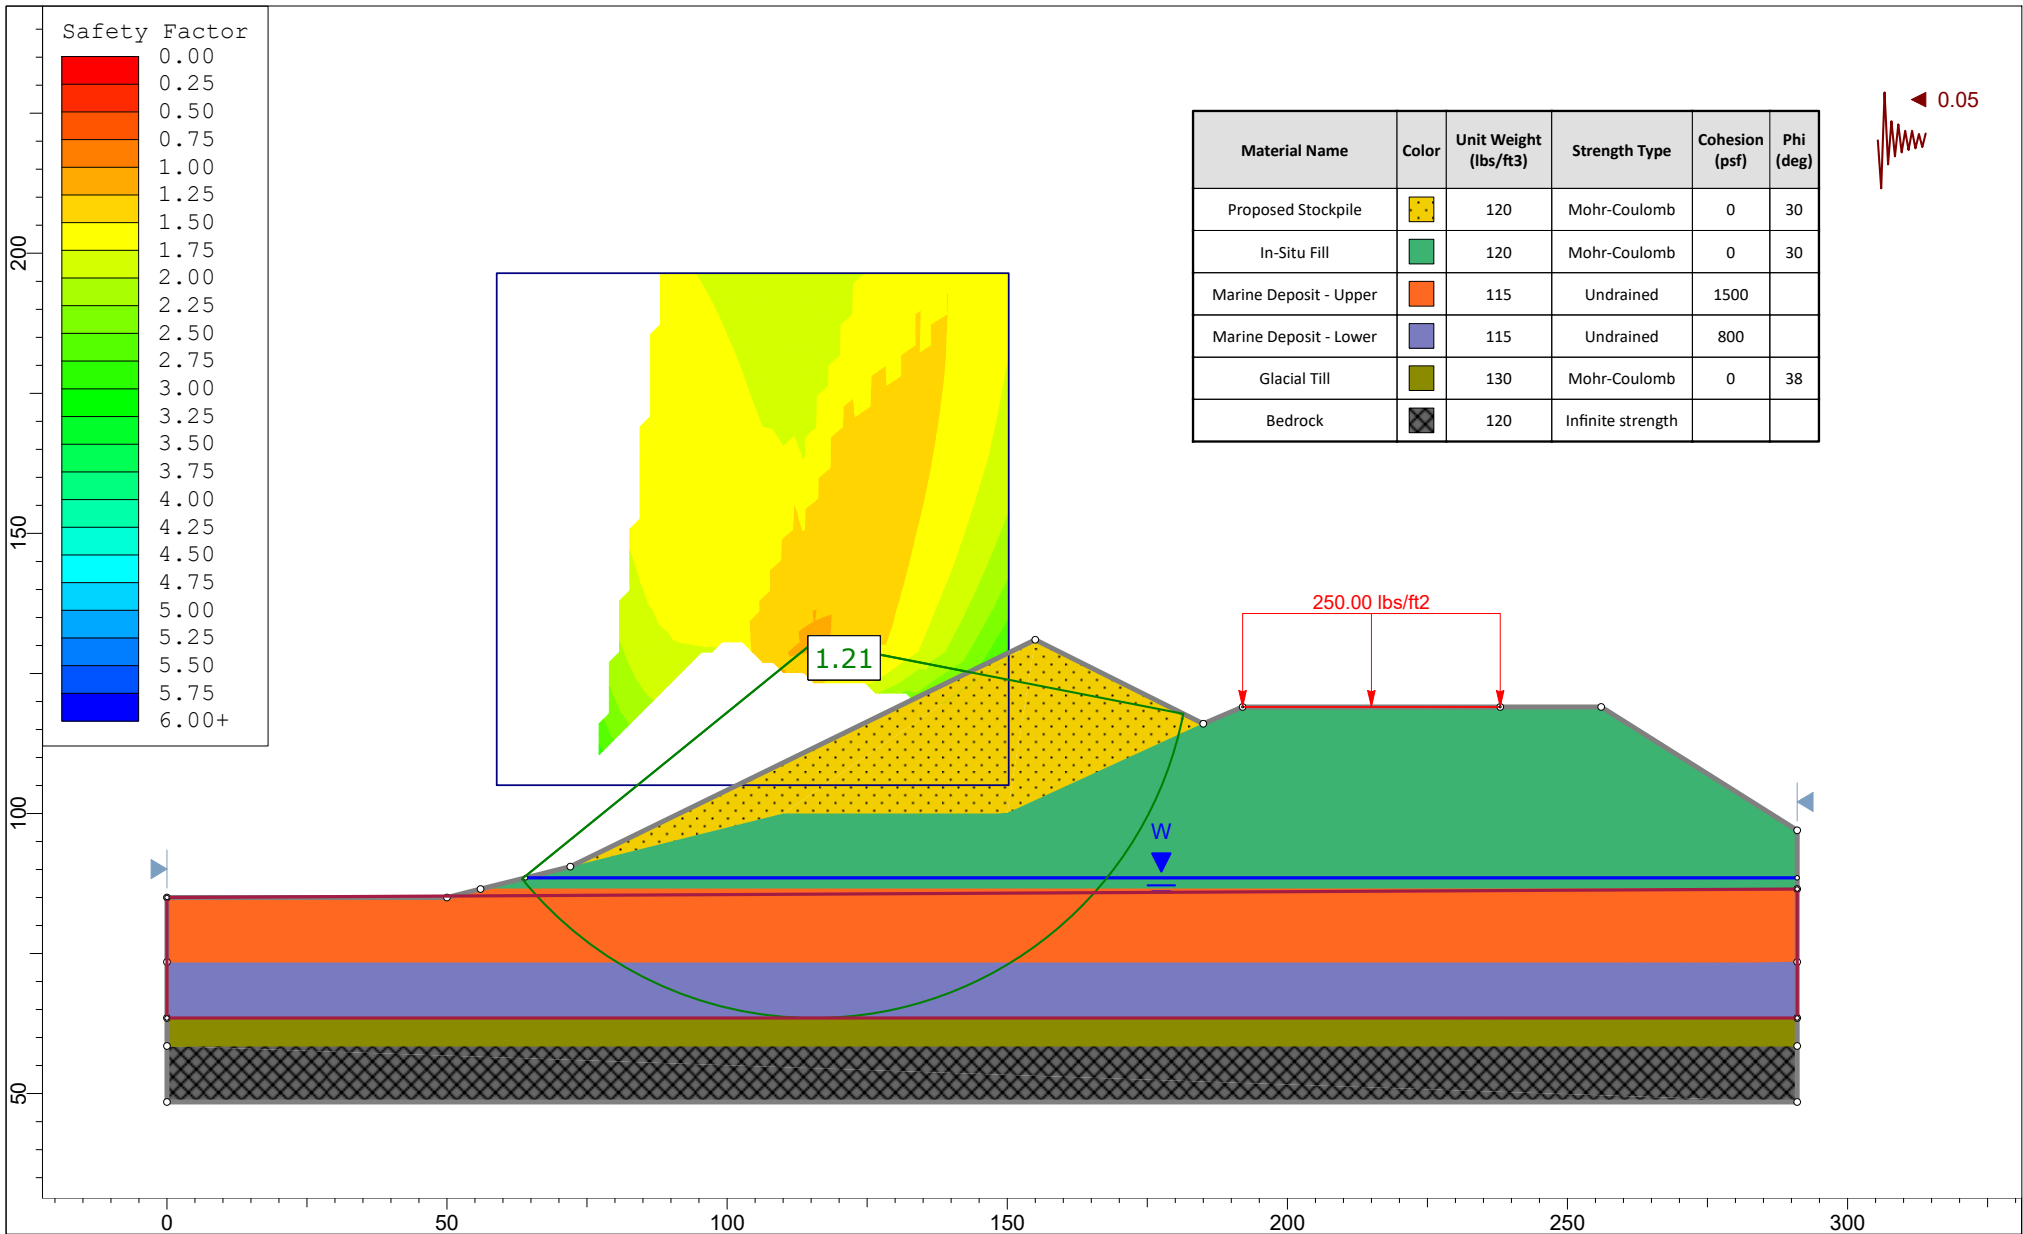 Safety Factor
0.00
0.25
0.50
0.75
1.00
1.25
1.50
1.75
2.00
2.25
2.50
2.75
3.00
3.25
3.50
3.75
4.00
4.25
4.50
4.75
5.00
5.25
5.50
5.75
6.00+
Material Name Color Unit Weight (lbs/ft3) Strength Type Cohesion (psf) Phi (deg)
Proposed Stockpile 120 Mohr-Coulomb 0 30
In-Situ Fill 120 Mohr-Coulomb 0 30
Marine Deposit - Upper 115 Undrained 1500
Marine Deposit - Lower 115 Undrained 800
Glacial Till 130 Mohr-Coulomb 0 38
Bedrock 120 Infinite strength
0.05
250.00 lbs/ft2
1.21
W
200
150
100
50
0 50 100 150 200 250 300